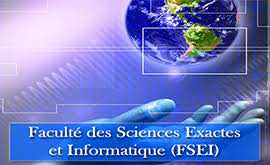 Faculté des Sciences Exactes
et Informatique (FSEI)